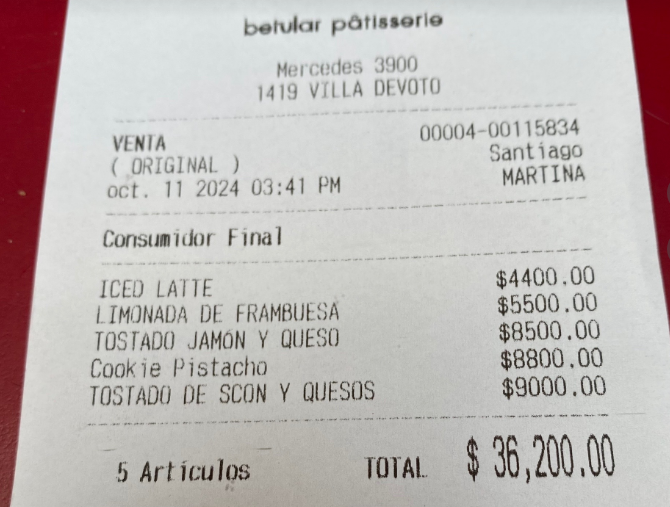 betular pâtisserie
Mercedes 3900
1419 VILLA DEVOTO
VENTA 00004-00115834
( ORIGINAL ) Santiago
oct. 11 2024 03:41 PM MARTINA
Consumidor Final
ICED LATTE $4400.00
LIMONADA DE FRAMBUESA $5500.00
TOSTADO JAMÓN Y QUESO $8500.00
Cookie Pistacho $8800.00
TOSTADO DE SCON Y QUESOS $9000.00
5 Artículos TOTAL $ 36,200.00